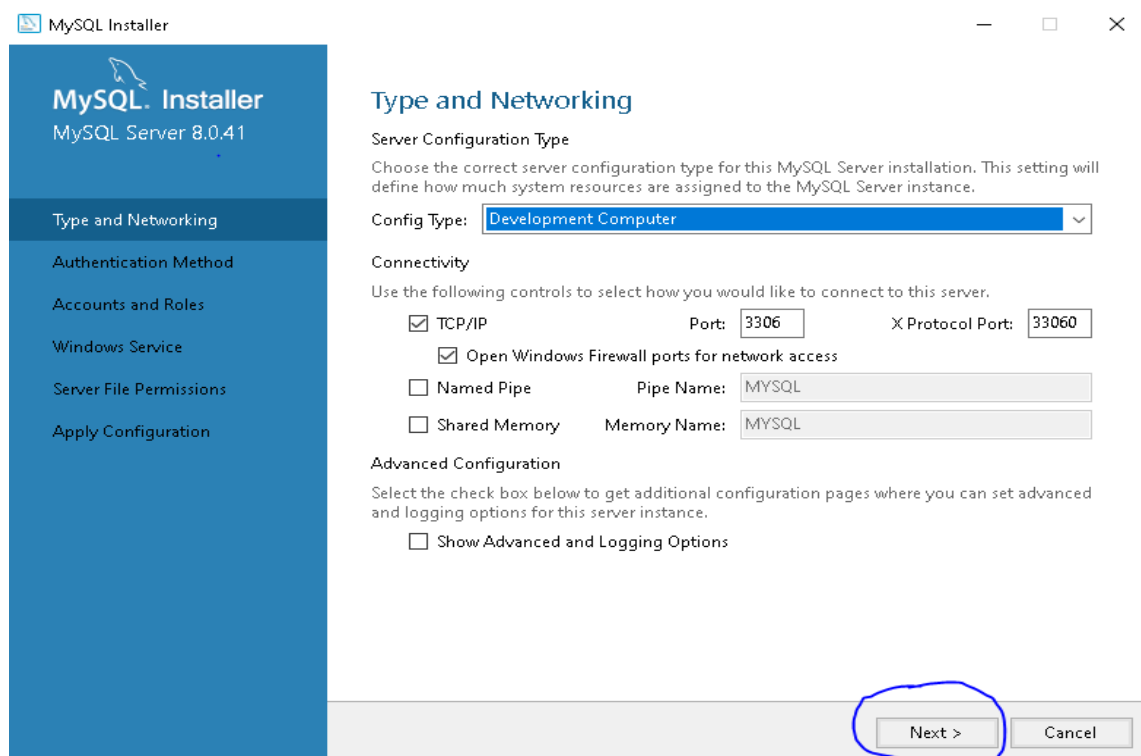 MySQL Installer
MySQL. Installer
MySQL Server 8.0.41
Type and Networking
Authentication Method
Accounts and Roles
Windows Service
Server File Permissions
Apply Configuration
Type and Networking
Server Configuration Type
Choose the correct server configuration type for this MySQL Server installation. This setting will
define how much system resources are assigned to the MySQL Server instance.
Config Type: Development Computer
Connectivity
Use the following controls to select how you would like to connect to this server.
TCP/IP Port: 3306 X Protocol Port: 33060
Open Windows Firewall ports for network access
Named Pipe Pipe Name: MYSQL
Shared Memory Memory Name: MYSQL
Advanced Configuration
Select the check box below to get additional configuration pages where you can set advanced
and logging options for this server instance.
Show Advanced and Logging Options
Next > Cancel